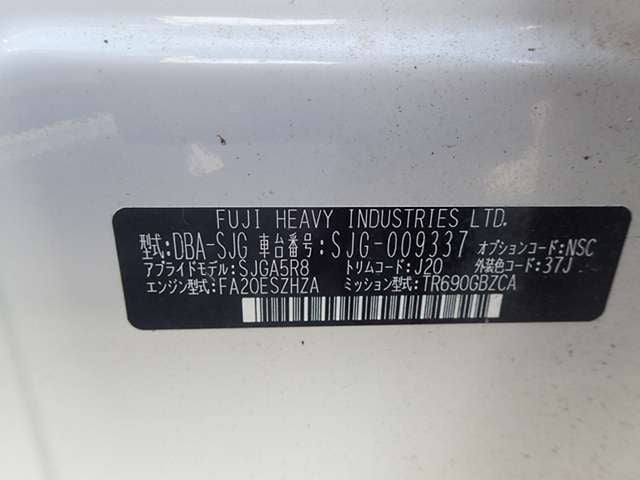 FUJI HEAVY INDUSTRIES LTD.
型式:DBA-SJG 車台番号:SJG-009337 オプションコード:NSC
アプライドモデル:SJGA5R8 トリムコード:J20 外装色コード:37J
エンジン型式:FA20ESZHZA ミッション型式:TR690GBZCA